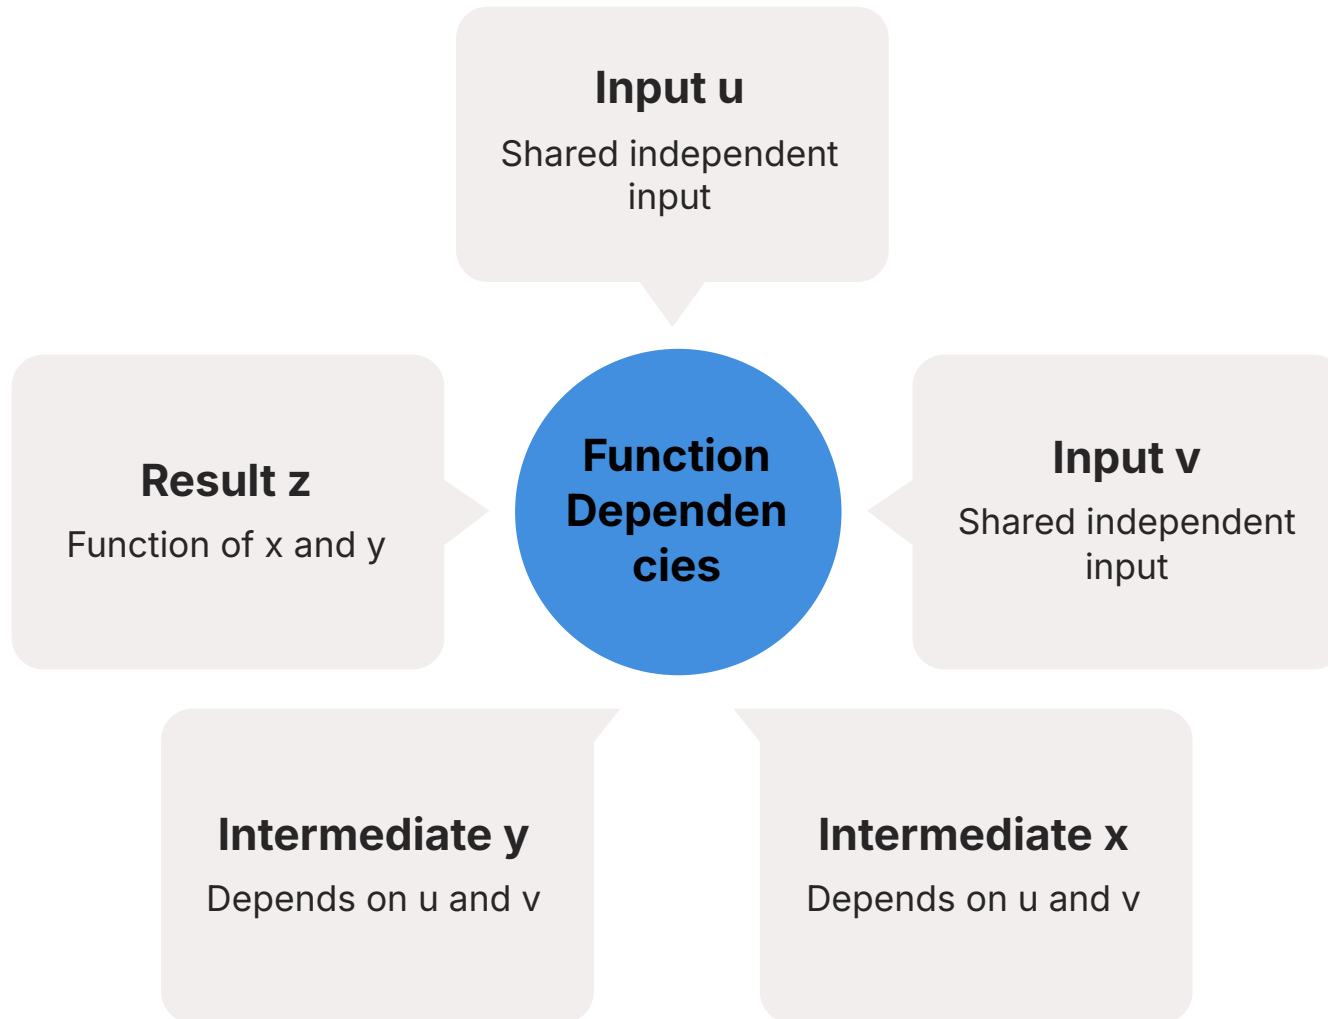 Input u
Shared independent
input
Result z
Function of x and y
Function
Dependen
cies
Input v
Shared independent
input
Intermediate y
Depends on u and v
Intermediate x
Depends on u and v